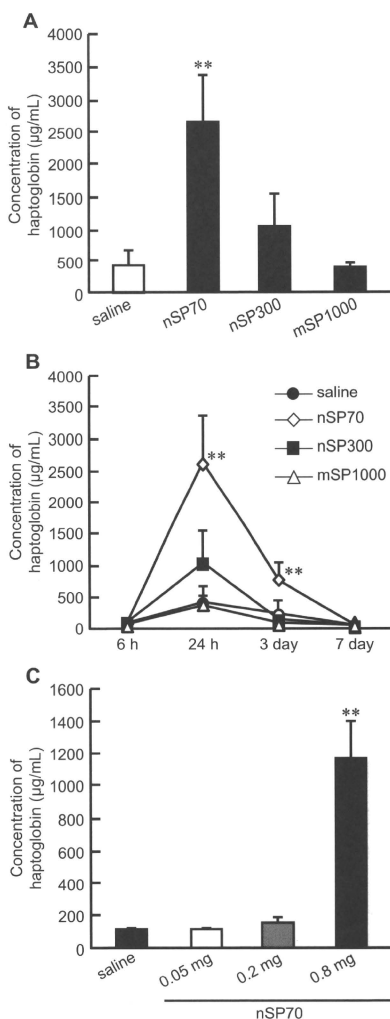 A
Concentration of
haptoglobin (µg/mL)
4000
3500
3000
2500
2000
1500
1000
500
0
**
saline
nSP70
nSP300
mSP1000
B
Concentration of
haptoglobin (µg/mL)
4000
3500
3000
2500
2000
1500
1000
500
0
saline
nSP70
nSP300
mSP1000
**
**
6 h
24 h
3 day
7 day
C
Concentration of
haptoglobin (µg/mL)
1600
1400
1200
1000
800
600
400
200
0
**
saline
0.05 mg
0.2 mg
0.8 mg
nSP70